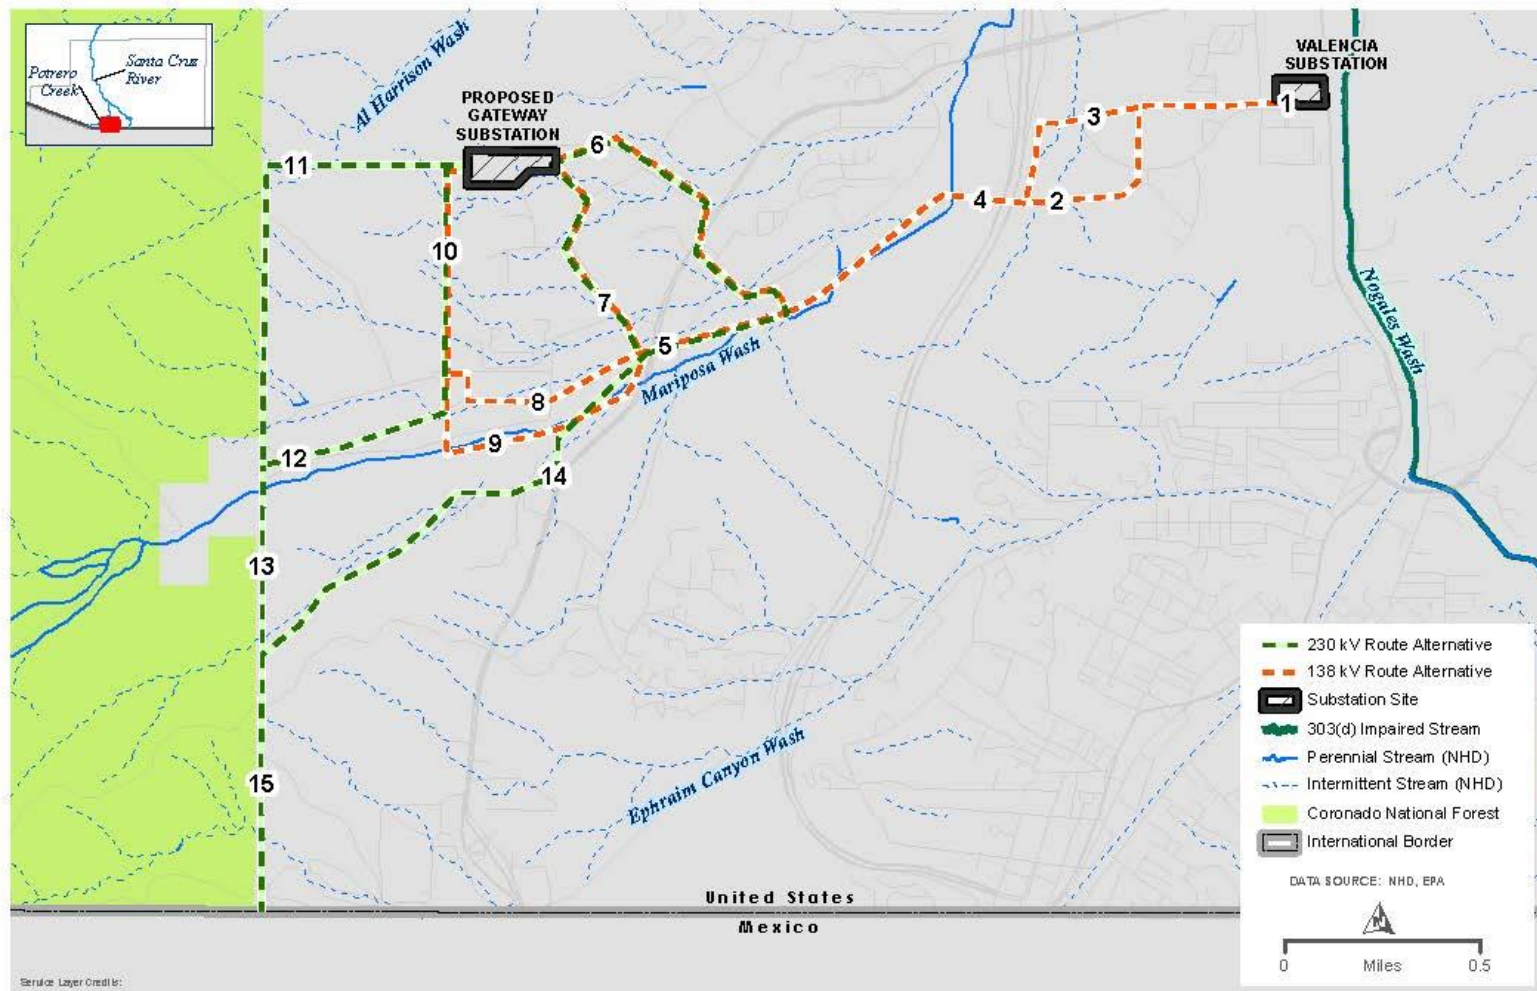 Potrero
Creek
Santa Cruz
River
Al Harrison Wash
PROPOSED
GATEWAY
SUBSTATION
VALENCIA
SUBSTATION
1
2
3
4
5
6
7
8
9
10
11
12
13
14
15
Mariposa Wash
Nogales Wash
Ephraim Canyon Wash
United States
Mexico
230 kV Route Alternative
138 kV Route Alternative
Substation Site
303(d) Impaired Stream
Perennial Stream (NHD)
Intermittent Stream (NHD)
Coronado National Forest
International Border
DATA SOURCE: NHD, EPA
N
0 Miles 0.5
Service Layer Credits: